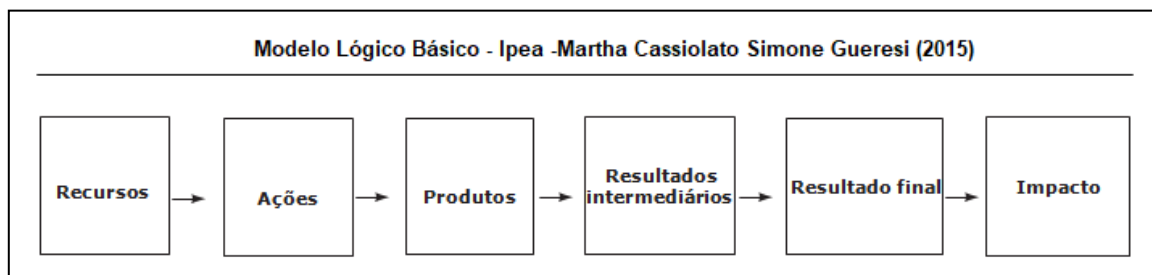 Modelo Lógico Básico - Ipea -Martha Cassiolato Simone Gueresi (2015)
Recursos
Ações
Produtos
Resultados
intermediários
Resultado final
Impacto